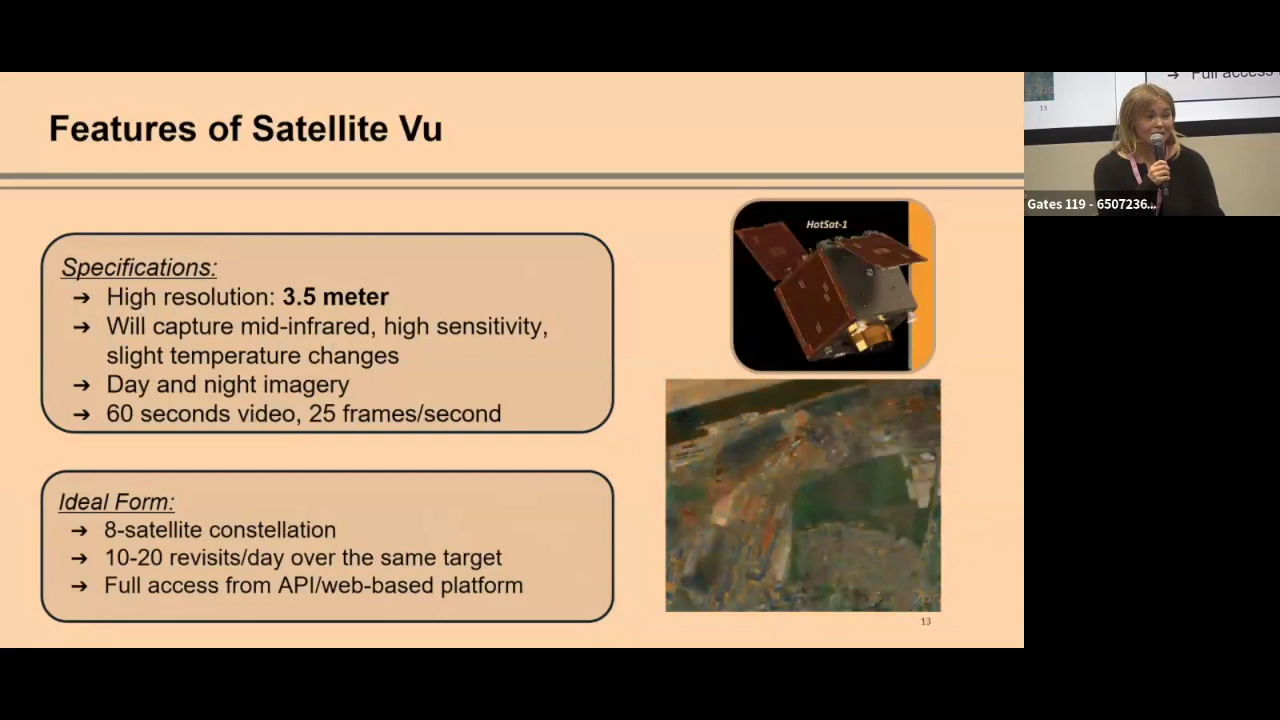 Features of Satellite Vu
HotSat-1
Specifications:
➔ High resolution: 3.5 meter
➔ Will capture mid-infrared, high sensitivity,
slight temperature changes
➔ Day and night imagery
➔ 60 seconds video, 25 frames/second
Ideal Form:
➔ 8-satellite constellation
➔ 10-20 revisits/day over the same target
➔ Full access from API/web-based platform
13
➔ Full access
13
Gates 119 - 6507236...